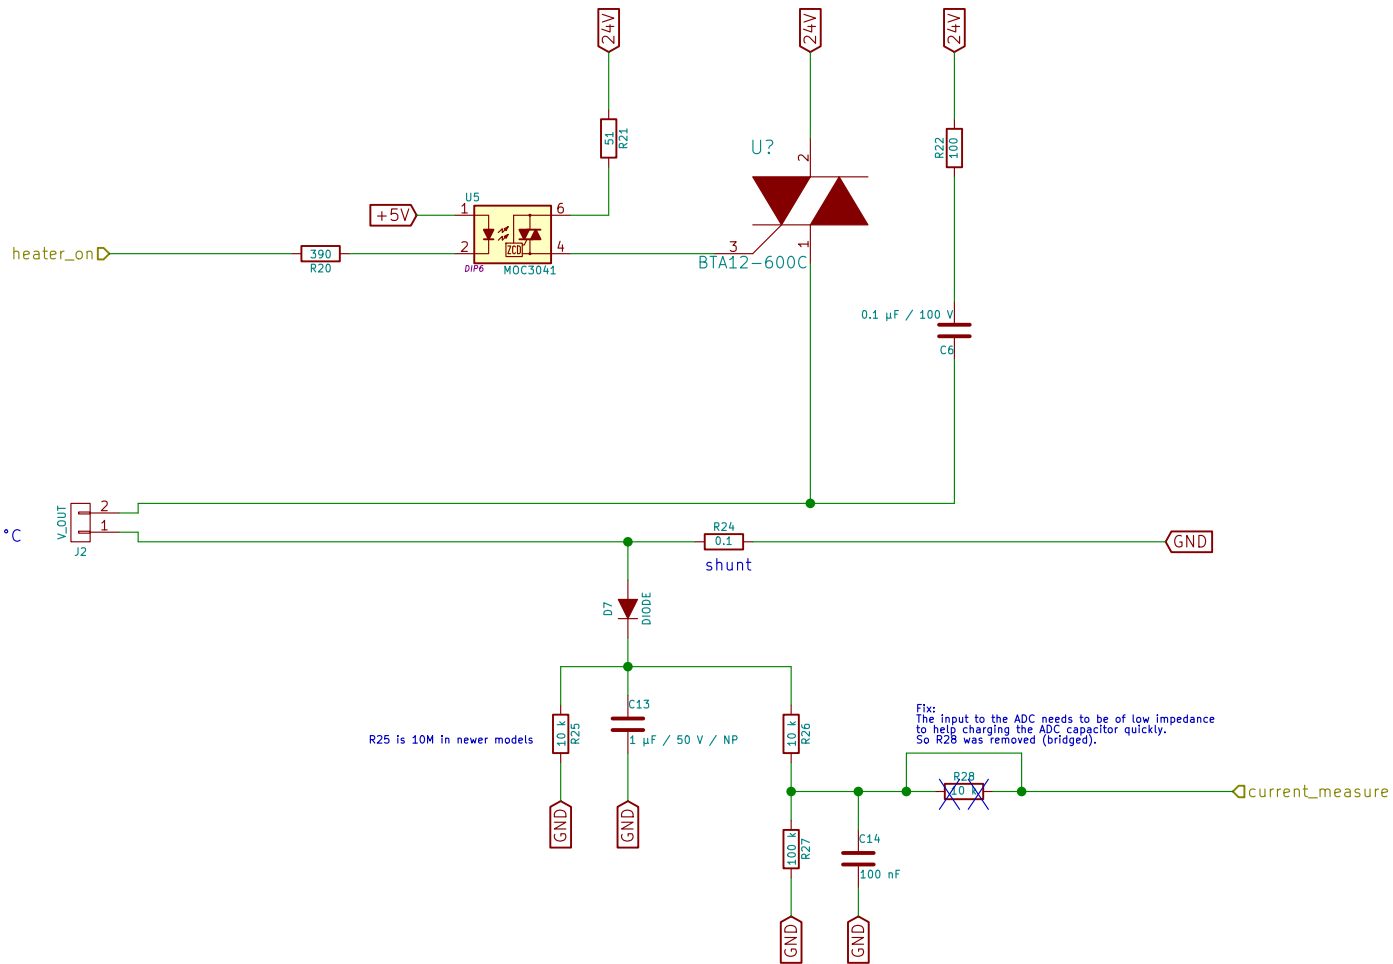 24V
24V
24V
51
R21
U?
2
R22
100
U5
+5V
1
6
heater_on
390
R20
2
ZCD
4
DIP6
MOC3041
3
1
BTA12-600C
0.1 µF / 100 V
C6
°C
V_OUT
2
1
J2
R24
0.1
shunt
GND
D7
DIODE
R25 is 10M in newer models
10 k
R25
C13
1 µF / 50 V / NP
10 k
R26
Fix:
The input to the ADC needs to be of low impedance
to help charging the ADC capacitor quickly.
So R28 was removed (bridged).
R28
10 k
current_measure
GND
GND
100 k
R27
C14
100 nF
GND
GND